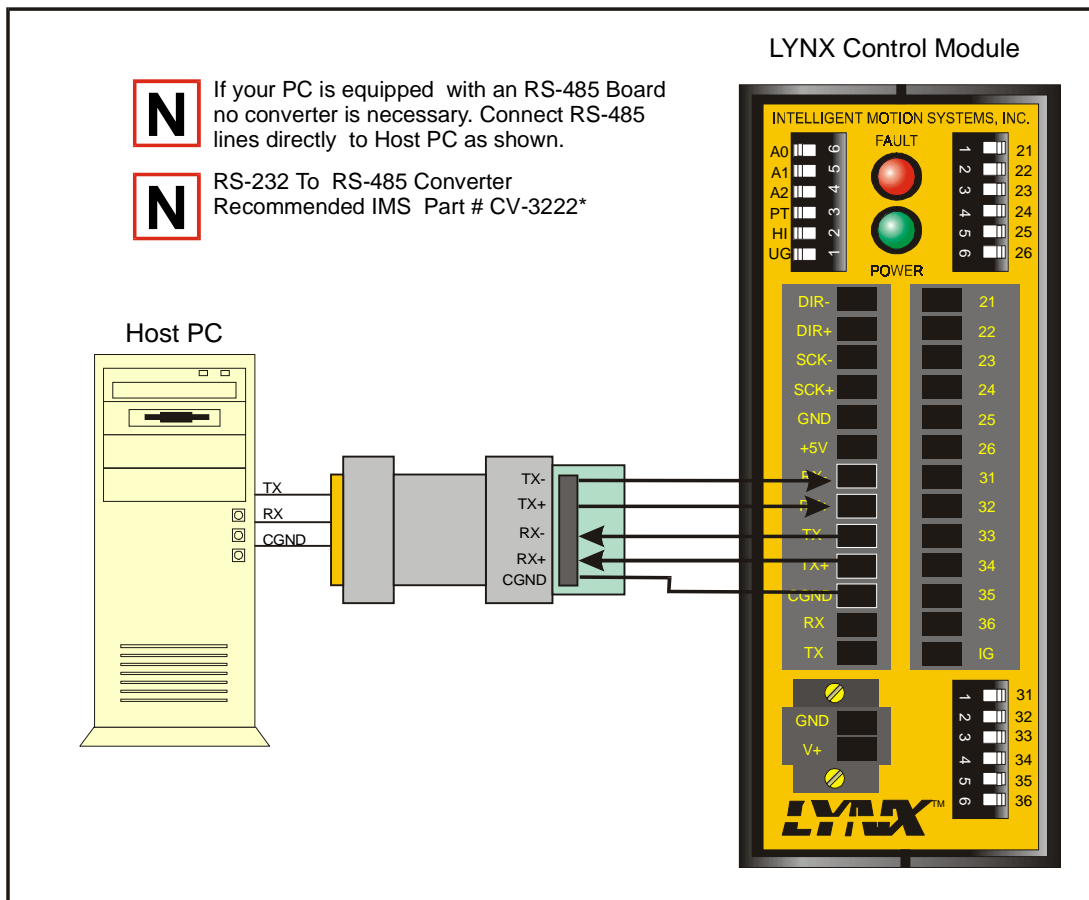 LYNX Control Module
N
If your PC is equipped with an RS-485 Board
no converter is necessary. Connect RS-485
lines directly to Host PC as shown.
N
RS-232 To RS-485 Converter
Recommended IMS Part # CV-3222*
Host PC
TX
RX
CGND
TX-
TX+
RX-
RX+
CGND
INTELLIGENT MOTION SYSTEMS, INC.
FAULT
POWER
A0 6
A1 5
A2 4
PT 3
HI 2
UG 1
1 21
2 22
3 23
4 24
5 25
6 26
DIR- 21
DIR+ 22
SCK- 23
SCK+ 24
GND 25
+5V 26
RX- 31
32
TX- 33
TX+ 34
CGND 35
RX 36
TX IG
GND
V+
1 31
2 32
3 33
4 34
5 35
6 36
LYNX™